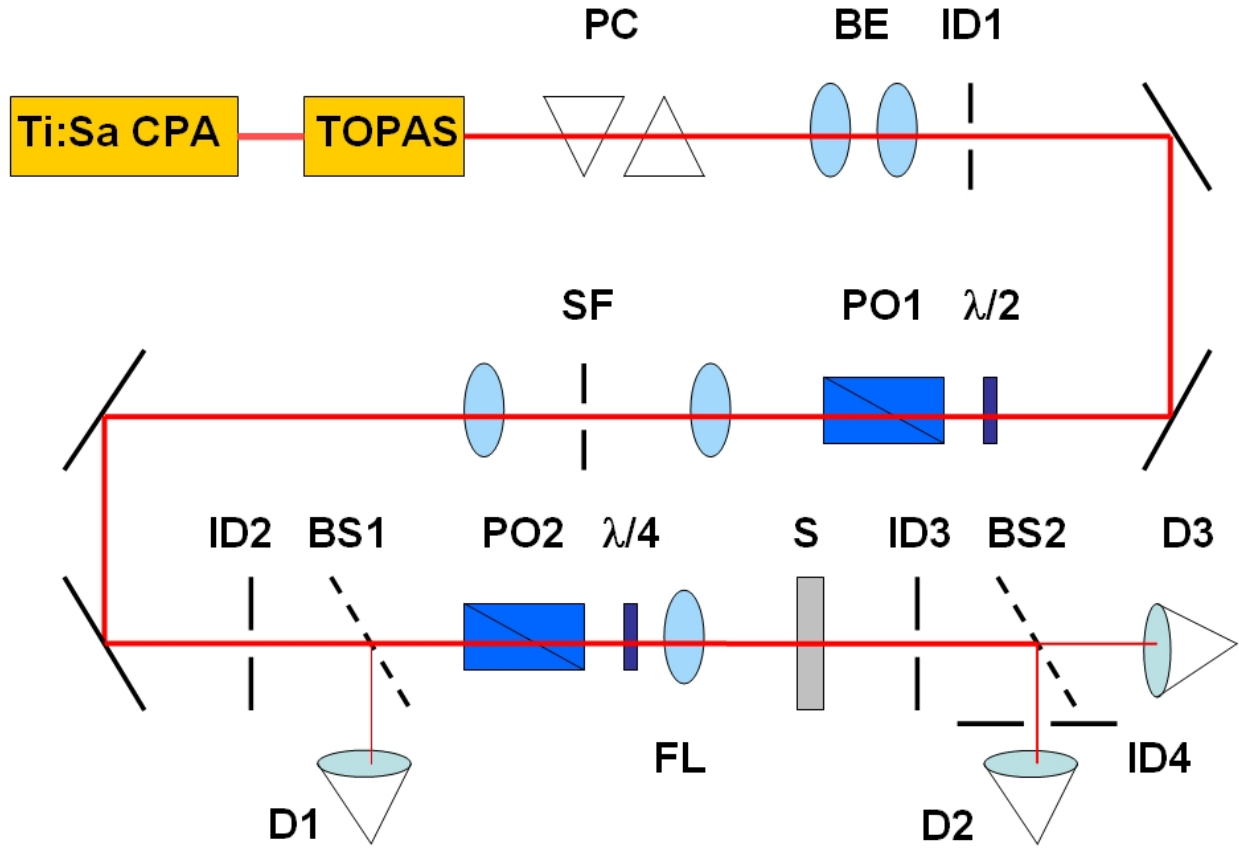 PC BE ID1
Ti:Sa CPA TOPAS
SF PO1 λ/2
ID2 BS1 PO2 λ/4 S ID3 BS2 D3
FL ID4
D1 D2